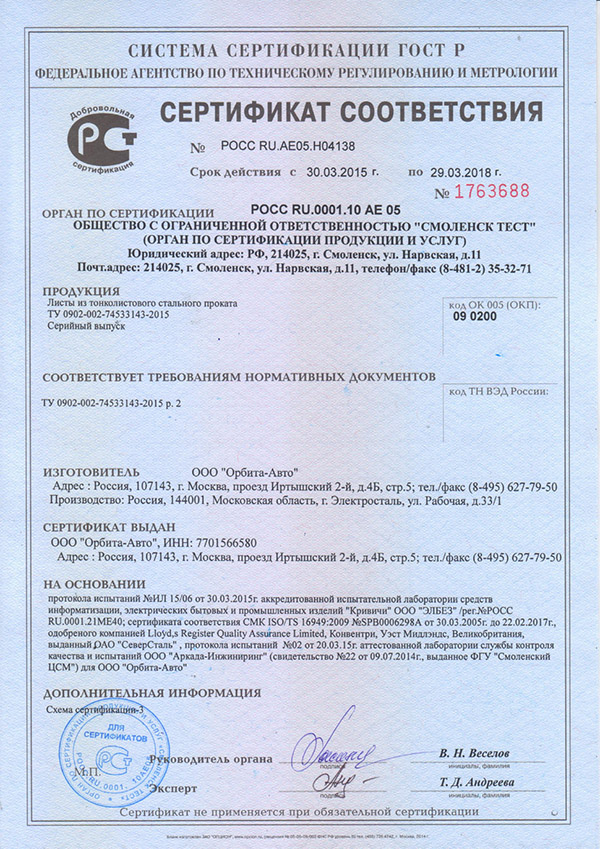 СИСТЕМА СЕРТИФИКАЦИИ ГОСТ Р
ФЕДЕРАЛЬНОЕ АГЕНТСТВО ПО ТЕХНИЧЕСКОМУ РЕГУЛИРОВАНИЮ И МЕТРОЛОГИИ
Добровольная
сертификация
СЕРТИФИКАТ СООТВЕТСТВИЯ
№ РОСС RU.АЕ05.Н04138
Срок действия с 30.03.2015 г. по 29.03.2018 г.
№ 1763688
ОРГАН ПО СЕРТИФИКАЦИИ РОСС RU.0001.10 АЕ 05
ОБЩЕСТВО С ОГРАНИЧЕННОЙ ОТВЕТСТВЕННОСТЬЮ "СМОЛЕНСК ТЕСТ"
(ОРГАН ПО СЕРТИФИКАЦИИ ПРОДУКЦИИ И УСЛУГ)
Юридический адрес: РФ, 214025, г. Смоленск, ул. Нарвская, д.11
Почт.адрес: 214025, г. Смоленск, ул. Нарвская, д.11, телефон/факс (8-481-2) 35-32-71
ПРОДУКЦИЯ
Листы из тонколистового стального проката
ТУ 0902-002-74533143-2015
Серийный выпуск
код ОК 005 (ОКП):
09 0200
СООТВЕТСТВУЕТ ТРЕБОВАНИЯМ НОРМАТИВНЫХ ДОКУМЕНТОВ
ТУ 0902-002-74533143-2015 р. 2
код ТН ВЭД России:
ИЗГОТОВИТЕЛЬ ООО "Орбита-Авто"
Адрес : Россия, 107143, г. Москва, проезд Иртышский 2-й, д.4Б, стр.5; тел./факс (8-495) 627-79-50
Производство: Россия, 144001, Московская область, г. Электросталь, ул. Рабочая, д.33/1
СЕРТИФИКАТ ВЫДАН
ООО "Орбита-Авто", ИНН: 7701566580
Адрес : Россия, 107143, г. Москва, проезд Иртышский 2-й, д.4Б, стр.5; тел./факс (8-495) 627-79-50
НА ОСНОВАНИИ
протокола испытаний №ИЛ 15/06 от 30.03.2015г. аккредитованной испытательной лаборатории средств
информатизации, электрических бытовых и промышленных изделий "Кривичи" ООО "ЭЛБЕЗ" /рег.№РОСС
RU.0001.21МЕ40; сертификата соответствия СМК ISO/TS 16949:2009 №SPB0006298A от 30.03.2005г. до 22.02.2017г.,
одобреного компанией Lloyd,s Register Quality Assurance Limited, Конвентри, Уэст Мидлэндс, Великобритания,
выданный ОАО "СеверСталь" , протокола испытаний №02 от 20.03.15г. аттестованной лаборатории службы контроля
качества и испытаний ООО "Аркада-Инжиниринг" (свидетельство №22 от 09.07.2014г., выданное ФГУ "Смоленский
ЦСМ") для ООО "Орбита-Авто"
ДОПОЛНИТЕЛЬНАЯ ИНФОРМАЦИЯ
Схема сертификации-3
ДЛЯ
СЕРТИФИКАТОВ
М.П.
Руководитель органа
подпись
В. Н. Веселов
инициалы, фамилия
Эксперт
подпись
Т. Д. Андреева
инициалы, фамилия
Сертификат не применяется при обязательной сертификации